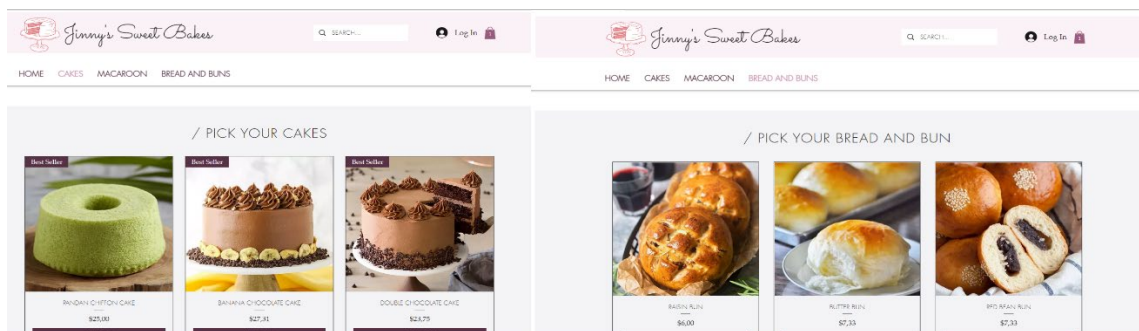 Jinny's Sweet Bakes
SEARCH...
Log In
HOME CAKES MACAROON BREAD AND BUNS
/ PICK YOUR CAKES
Best Seller
Best Seller
Best Seller
PANDAN CHIFFON CAKE
$25,00
BANANA CHOCOLATE CAKE
$27,31
DOUBLE CHOCOLATE CAKE
$23,75
Jinny's Sweet Bakes
SEARCH...
Log In
HOME CAKES MACAROON BREAD AND BUNS
/ PICK YOUR BREAD AND BUN
RAISIN BUN
$6,00
BUTTER BUN
$7,33
RED BEAN BUN
$7,33